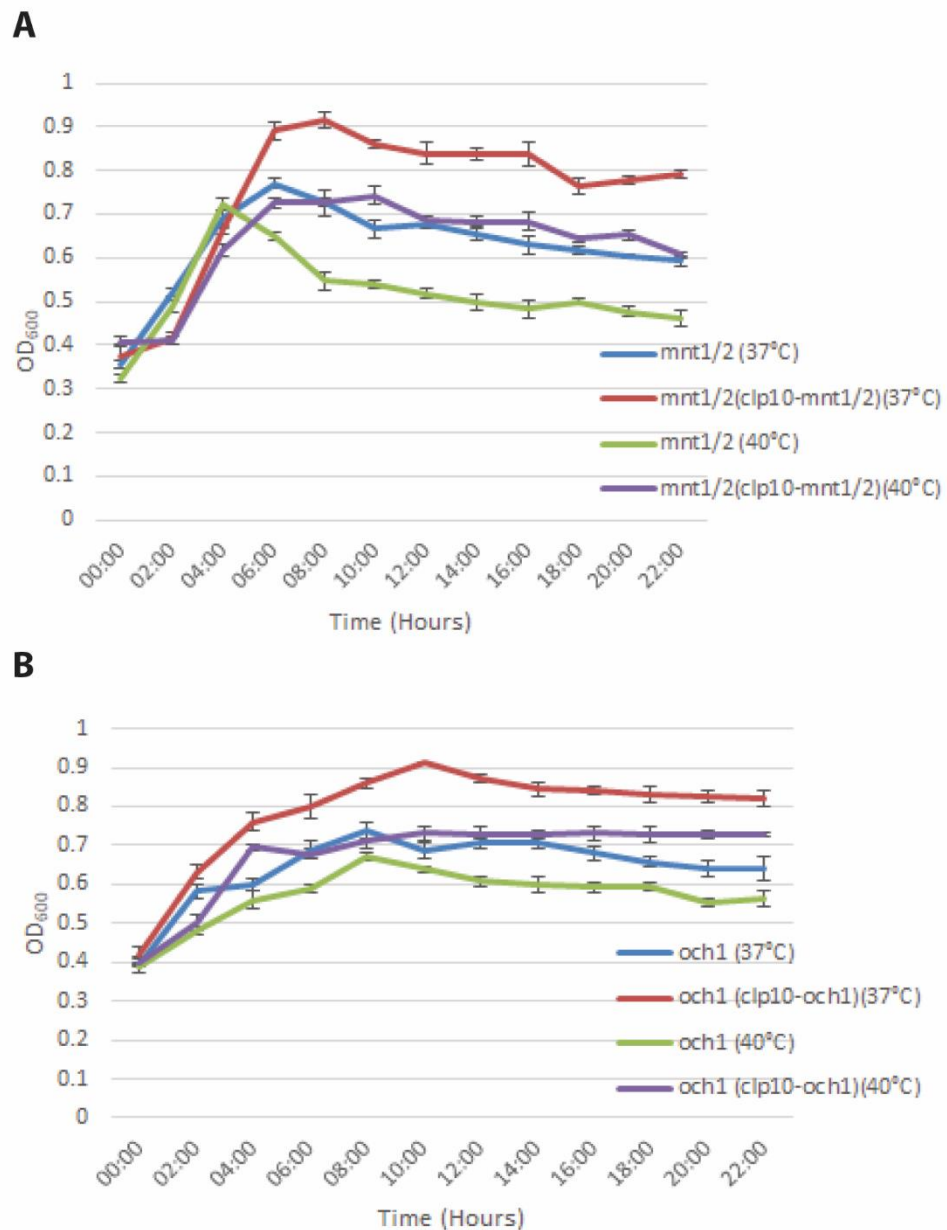 A
1
0.9
0.8
0.7
0.6
0.5
0.4
0.3
0.2
0.1
0
OD600
mnt1/2 (37°C)
mnt1/2(clp10-mnt1/2)(37°C)
mnt1/2 (40°C)
mnt1/2(clp10-mnt1/2)(40°C)
00:00 02:00 04:00 06:00 08:00 10:00 12:00 14:00 16:00 18:00 20:00 22:00
Time (Hours)
B
1
0.9
0.8
0.7
0.6
0.5
0.4
0.3
0.2
0.1
0
OD600
och1 (37°C)
och1 (clp10-och1)(37°C)
och1 (40°C)
och1 (clp10-och1)(40°C)
00:00 02:00 04:00 06:00 08:00 10:00 12:00 14:00 16:00 18:00 20:00 22:00
Time (Hours)